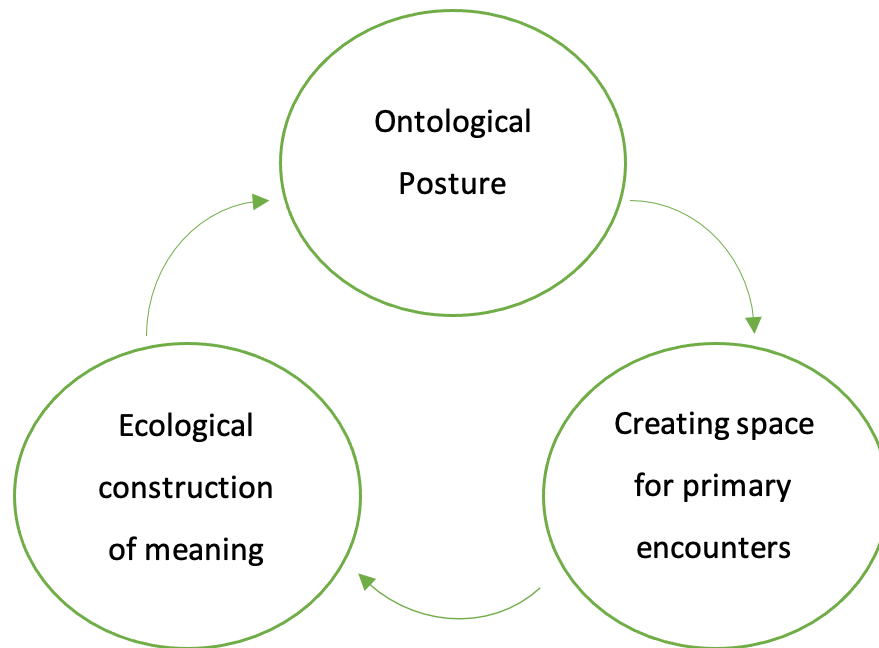 Ontological
Posture
Ecological
construction
of meaning
Creating space
for primary
encounters